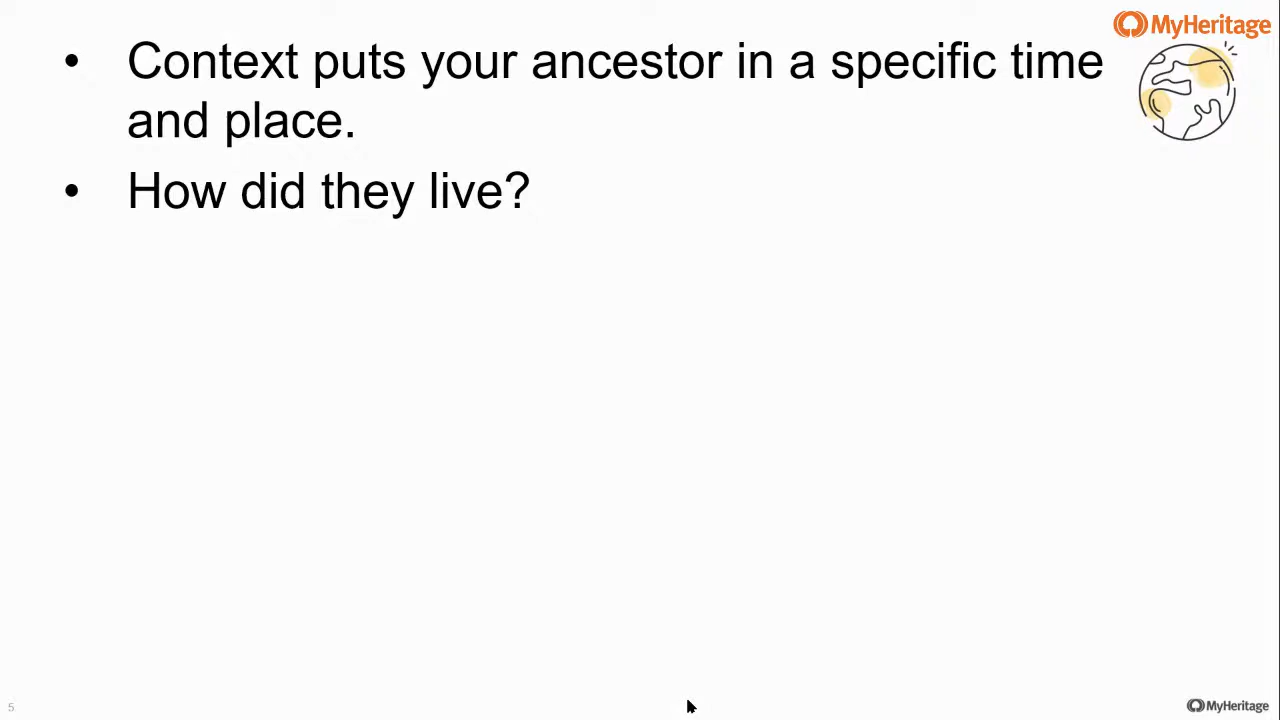 MyHeritage
• Context puts your ancestor in a specific time
and place.
• How did they live?
5
MyHeritage